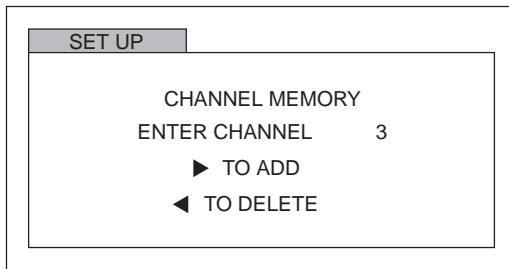 SET UP
CHANNEL MEMORY
ENTER CHANNEL 3
▶ TO ADD
◀ TO DELETE